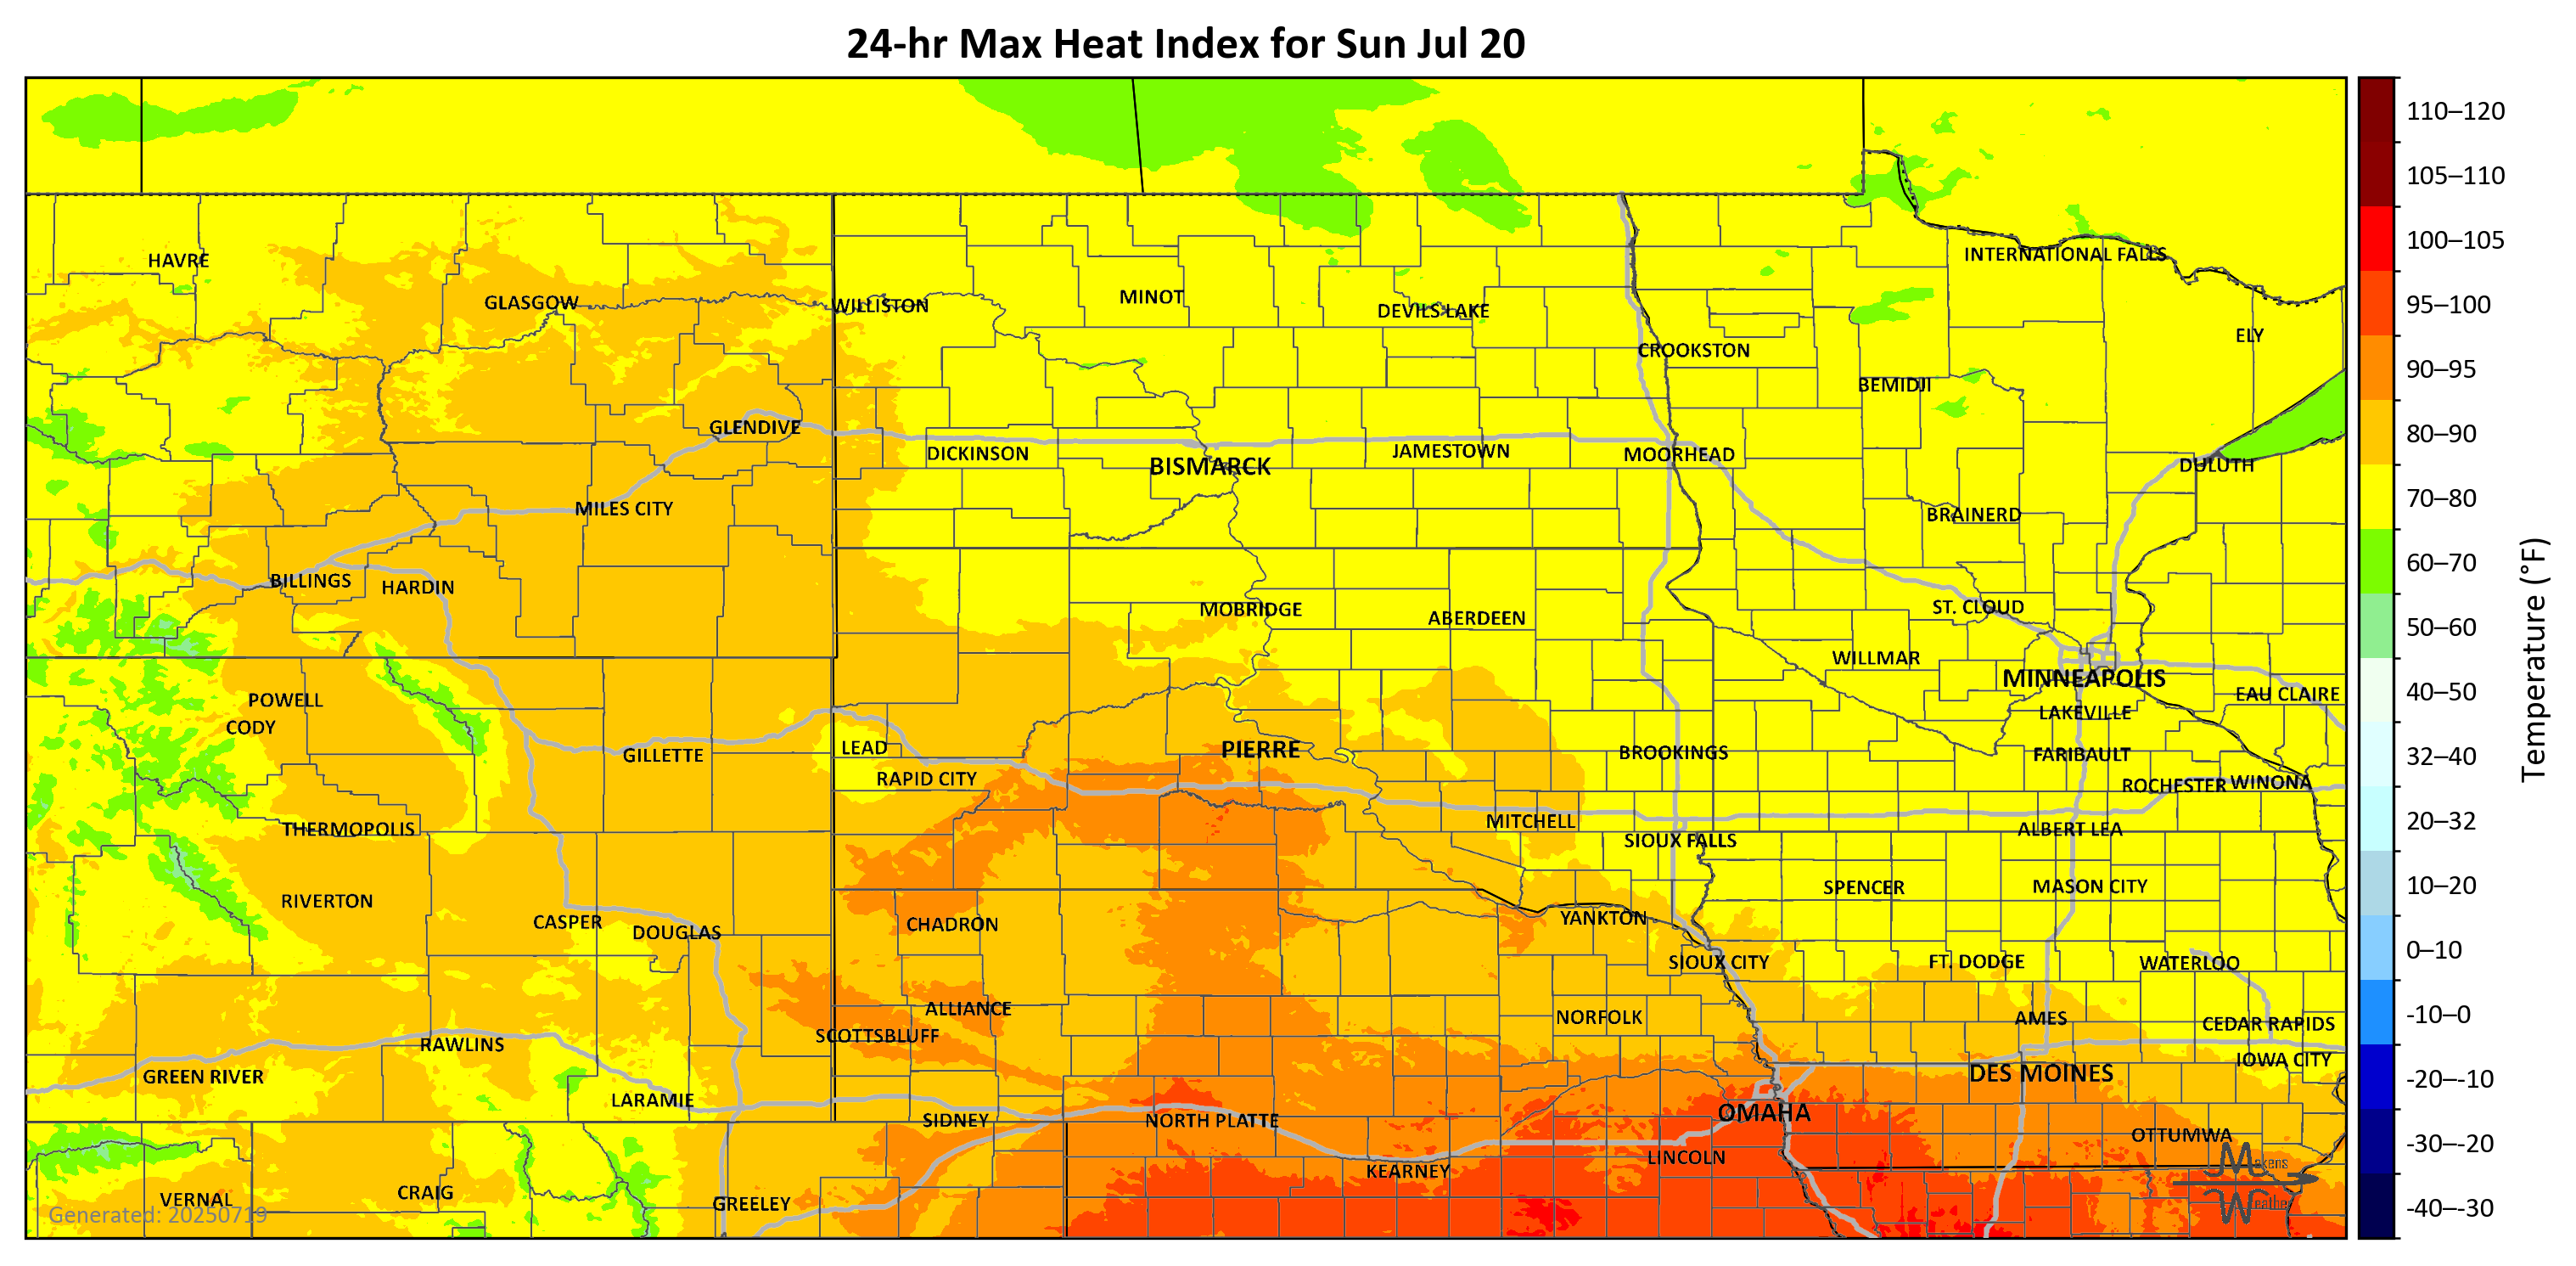 24-hr Max Heat Index for Sun Jul 20
110–120
105–110
100–105
95–100
90–95
80–90
70–80
60–70
50–60
40–50
32–40
20–32
10–20
0–10
-10–0
-20–-10
-30–-20
-40–-30
Temperature (°F)
HAVRE
INTERNATIONAL FALLS
GLASGOW
WILLISTON
MINOT
DEVILS LAKE
ELY
CROOKSTON
BEMIDJI
GLENDIVE
DICKINSON
BISMARCK
JAMESTOWN
MOORHEAD
DULUTH
MILES CITY
BRAINERD
BILLINGS
HARDIN
MOBRIDGE
ABERDEEN
ST. CLOUD
WILLMAR
MINNEAPOLIS
EAU CLAIRE
POWELL
CODY
LAKEVILLE
GILLETTE
LEAD
PIERRE
BROOKINGS
FARIBAULT
RAPID CITY
ROCHESTER
WINONA
THERMOPOLIS
MITCHELL
SIOUX FALLS
ALBERT LEA
RIVERTON
SPENCER
MASON CITY
CASPER
DOUGLAS
CHADRON
YANKTON
SIOUX CITY
FT. DODGE
WATERLOO
ALLIANCE
NORFOLK
AMES
CEDAR RAPIDS
SCOTTSBLUFF
RAWLINS
IOWA CITY
GREEN RIVER
DES MOINES
LARAMIE
SIDNEY
NORTH PLATTE
OMAHA
OTTUMWA
KEARNEY
LINCOLN
VERNAL
CRAIG
GREELEY
Makens
Weather
Generated: 20250719